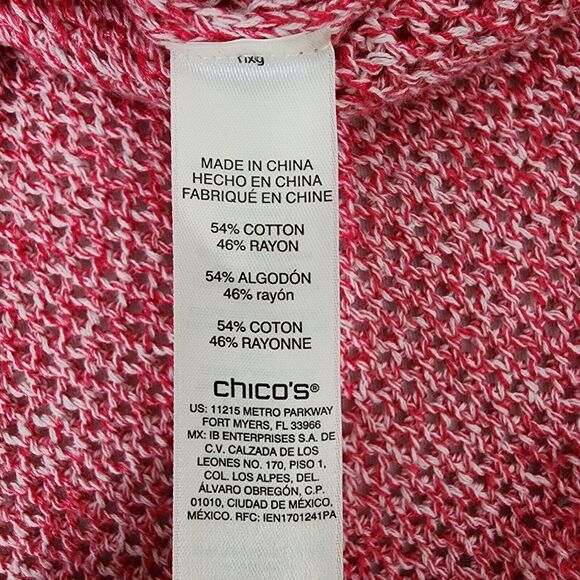 MADE IN CHINA
HECHO EN CHINA
FABRIQUÉ EN CHINE
54% COTTON
46% RAYON
54% ALGODÓN
46% rayón
54% COTON
46% RAYONNE
chico's®
US: 11215 METRO PARKWAY
FORT MYERS, FL 33966
MX: IB ENTERPRISES S.A. DE
C.V. CALZADA DE LOS
LEONES NO. 170, PISO 1,
COL. LOS ALPES, DEL.
ÁLVARO OBREGÓN, C.P.
01010, CIUDAD DE MÉXICO,
MÉXICO. RFC: IEN1701241PA